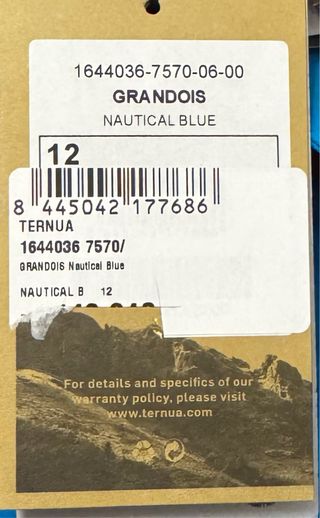 1644036-7570-06-00
GRANDOIS
NAUTICAL BLUE
12
8 445042 177686
TERNUA
1644036 7570/
GRANDOIS Nautical Blue
NAUTICAL B 12
For details and specifics of our
warranty policy, please visit
www.ternua.com